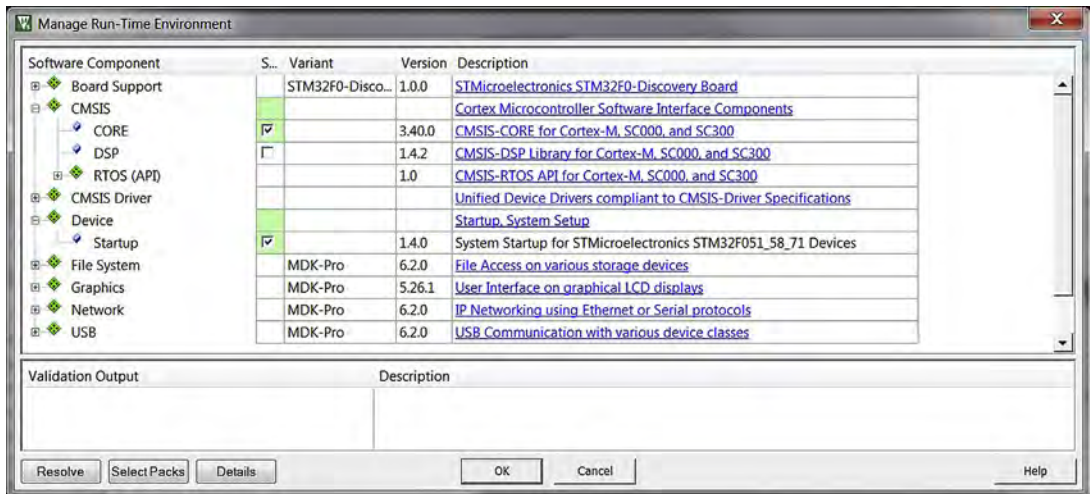 Manage Run-Time Environment
Software Component S... Variant Version Description
Board Support STM32F0-Disco... 1.0.0 STMicroelectronics STM32F0-Discovery Board
CMSIS Cortex Microcontroller Software Interface Components
CORE 3.40.0 CMSIS-CORE for Cortex-M, SC000, and SC300
DSP 1.4.2 CMSIS-DSP Library for Cortex-M, SC000, and SC300
RTOS (API) 1.0 CMSIS-RTOS API for Cortex-M, SC000, and SC300
CMSIS Driver Unified Device Drivers compliant to CMSIS-Driver Specifications
Device Startup, System Setup
Startup 1.4.0 System Startup for STMicroelectronics STM32F051_58_71 Devices
File System MDK-Pro 6.2.0 File Access on various storage devices
Graphics MDK-Pro 5.26.1 User Interface on graphical LCD displays
Network MDK-Pro 6.2.0 IP Networking using Ethernet or Serial protocols
USB MDK-Pro 6.2.0 USB Communication with various device classes
Validation Output Description
Resolve Select Packs Details OK Cancel Help